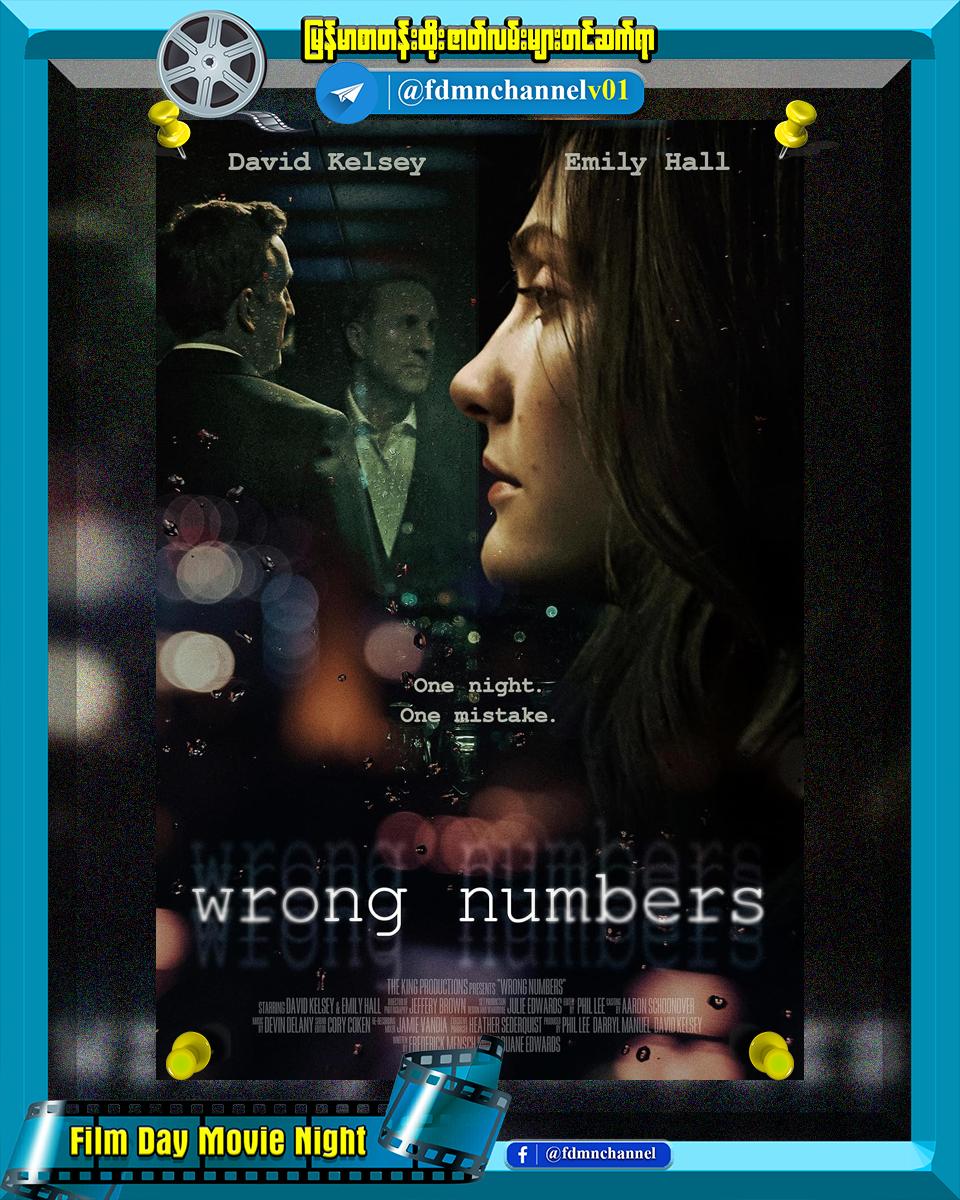 မြန်မာစာတန်းထိုးဇာတ်လမ်းများတင်ဆက်ရာ
@fdmnchannelv01
David Kelsey Emily Hall
One night.
One mistake.
wrong numbers
THE KING PRODUCTIONS PRESENTS "WRONG NUMBERS"
STARRING DAVID KELSEY & EMILY HALL DIRECTOR OF PHOTOGRAPHY JEFFERY BROWN JULIE EDWARDS PHIL LEE AARON SCHOONOVER
DEVIN DELANY CORY COKEN JAMIE VANDIA HEATHER SEDERQUIST PHIL LEE DARRYL MANUEL DAVID KELSEY
FREDERICK MENSCH DUANE EDWARDS
Film Day Movie Night
f @fdmnchannel